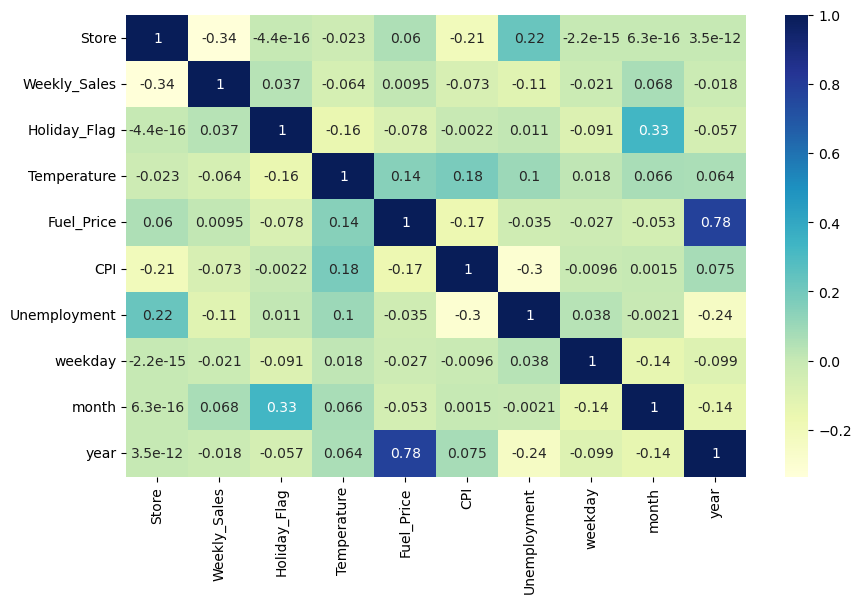 Store 1 -0.34 -4.4e-16 -0.023 0.06 -0.21 0.22 -2.2e-15 6.3e-16 3.5e-12
Weekly_Sales -0.34 1 0.037 -0.064 0.0095 -0.073 -0.11 -0.021 0.068 -0.018
Holiday_Flag -4.4e-16 0.037 1 -0.16 -0.078 -0.0022 0.011 -0.091 0.33 -0.057
Temperature -0.023 -0.064 -0.16 1 0.14 0.18 0.1 0.018 0.066 0.064
Fuel_Price 0.06 0.0095 -0.078 0.14 1 -0.17 -0.035 -0.027 -0.053 0.78
CPI -0.21 -0.073 -0.0022 0.18 -0.17 1 -0.3 -0.0096 0.0015 0.075
Unemployment 0.22 -0.11 0.011 0.1 -0.035 -0.3 1 0.038 -0.0021 -0.24
weekday -2.2e-15 -0.021 -0.091 0.018 -0.027 -0.0096 0.038 1 -0.14 -0.099
month 6.3e-16 0.068 0.33 0.066 -0.053 0.0015 -0.0021 -0.14 1 -0.14
year 3.5e-12 -0.018 -0.057 0.064 0.78 0.075 -0.24 -0.099 -0.14 1
Store
Weekly_Sales
Holiday_Flag
Temperature
Fuel_Price
CPI
Unemployment
weekday
month
year
1.0
0.8
0.6
0.4
0.2
0.0
−0.2